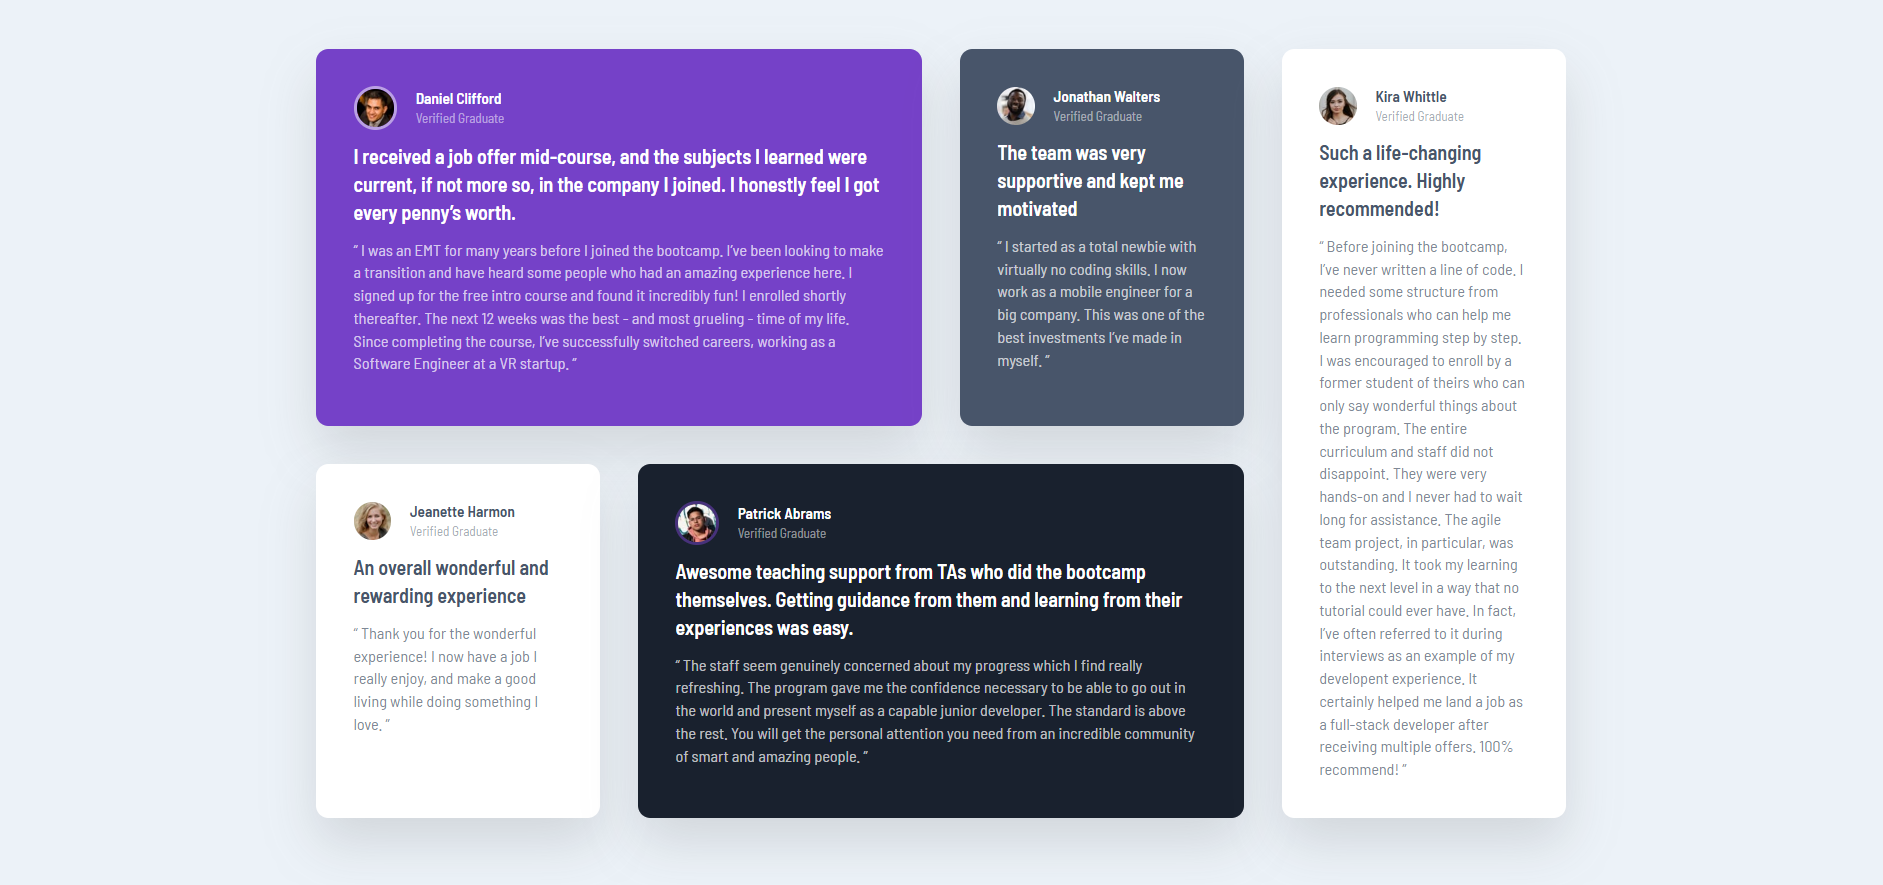 Daniel Clifford
Verified Graduate
I received a job offer mid-course, and the subjects I learned were
current, if not more so, in the company I joined. I honestly feel I got
every penny’s worth.
“ I was an EMT for many years before I joined the bootcamp. I’ve been looking to make
a transition and have heard some people who had an amazing experience here. I
signed up for the free intro course and found it incredibly fun! I enrolled shortly
thereafter. The next 12 weeks was the best - and most grueling - time of my life.
Since completing the course, I’ve successfully switched careers, working as a
Software Engineer at a VR startup. ”
Jonathan Walters
Verified Graduate
The team was very
supportive and kept me
motivated
“ I started as a total newbie with
virtually no coding skills. I now
work as a mobile engineer for a
big company. This was one of the
best investments I’ve made in
myself. ”
Kira Whittle
Verified Graduate
Such a life-changing
experience. Highly
recommended!
“ Before joining the bootcamp,
I’ve never written a line of code. I
needed some structure from
professionals who can help me
learn programming step by step.
I was encouraged to enroll by a
former student of theirs who can
only say wonderful things about
the program. The entire
curriculum and staff did not
disappoint. They were very
hands-on and I never had to wait
long for assistance. The agile
team project, in particular, was
outstanding. It took my learning
to the next level in a way that no
tutorial could ever have. In fact,
I’ve often referred to it during
interviews as an example of my
developent experience. It
certainly helped me land a job as
a full-stack developer after
receiving multiple offers. 100%
recommend! ”
Jeanette Harmon
Verified Graduate
An overall wonderful and
rewarding experience
“ Thank you for the wonderful
experience! I now have a job I
really enjoy, and make a good
living while doing something I
love. ”
Patrick Abrams
Verified Graduate
Awesome teaching support from TAs who did the bootcamp
themselves. Getting guidance from them and learning from their
experiences was easy.
“ The staff seem genuinely concerned about my progress which I find really
refreshing. The program gave me the confidence necessary to be able to go out in
the world and present myself as a capable junior developer. The standard is above
the rest. You will get the personal attention you need from an incredible community
of smart and amazing people. ”